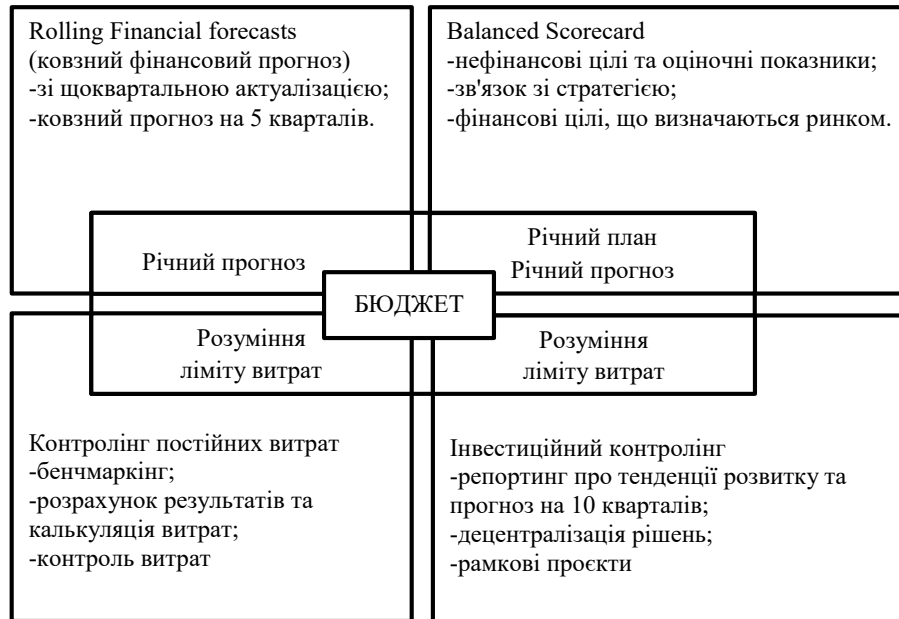 Rolling Financial forecasts
(ковзний фінансовий прогноз)
-зі щоквартальною актуалізацією;
-ковзний прогноз на 5 кварталів.
Balanced Scorecard
-нефінансові цілі та оціночні показники;
-зв'язок зі стратегією;
-фінансові цілі, що визначаються ринком.
Річний прогноз
Річний план
Річний прогноз
БЮДЖЕТ
Розуміння
ліміту витрат
Розуміння
ліміту витрат
Контролінг постійних витрат
-бенчмаркінг;
-розрахунок результатів та
калькуляція витрат;
-контроль витрат
Інвестиційний контролінг
-репортинг про тенденції розвитку та
прогноз на 10 кварталів;
-децентралізація рішень;
-рамкові проєкти